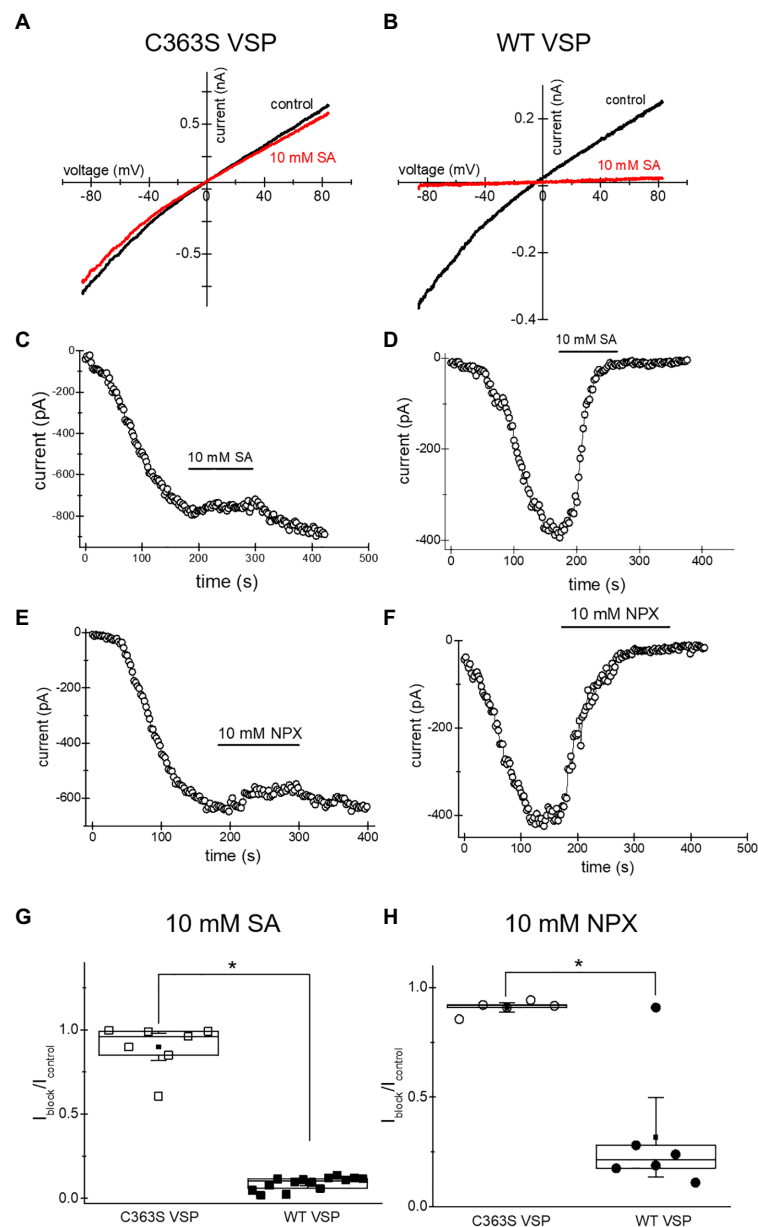 A
B
C363S VSP
WT VSP
current (nA)
control
0.5
voltage (mV)
10 mM SA
-80
-40
0
40
80
-0.5
current (nA)
0.2
control
voltage (mV)
10 mM SA
-80
-40
0
40
80
-0.2
-0.4
C
D
0
-200
-400
-600
-800
current (pA)
10 mM SA
0
100
200
300
400
500
time (s)
10 mM SA
0
-200
-400
current (pA)
0
100
200
300
400
time (s)
E
F
0
-200
-400
-600
current (pA)
10 mM NPX
0
100
200
300
400
time (s)
10 mM NPX
0
-200
-400
current (pA)
0
100
200
300
400
500
time (s)
G
10 mM SA
H
10 mM NPX
*
1.0
0.5
0.0
Iblock/Icontrol
C363S VSP
WT VSP
*
1.0
0.5
0.0
Iblock/Icontrol
C363S VSP
WT VSP